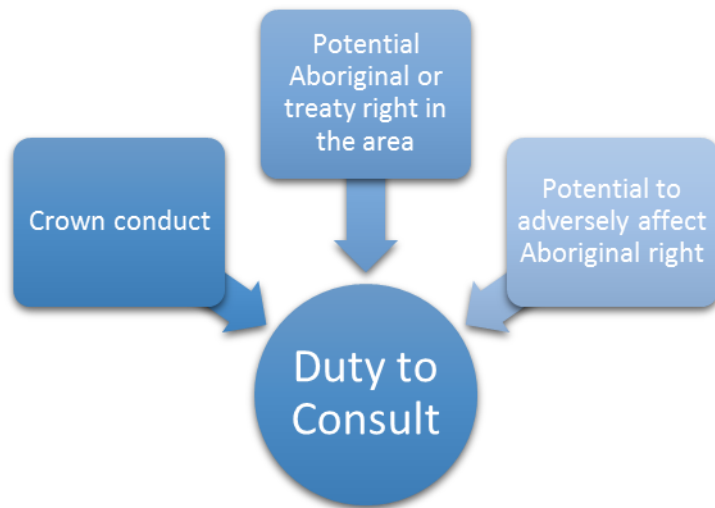 Potential
Aboriginal or
treaty right in
the area
Crown conduct
Potential to
adversely affect
Aboriginal right
Duty to
Consult